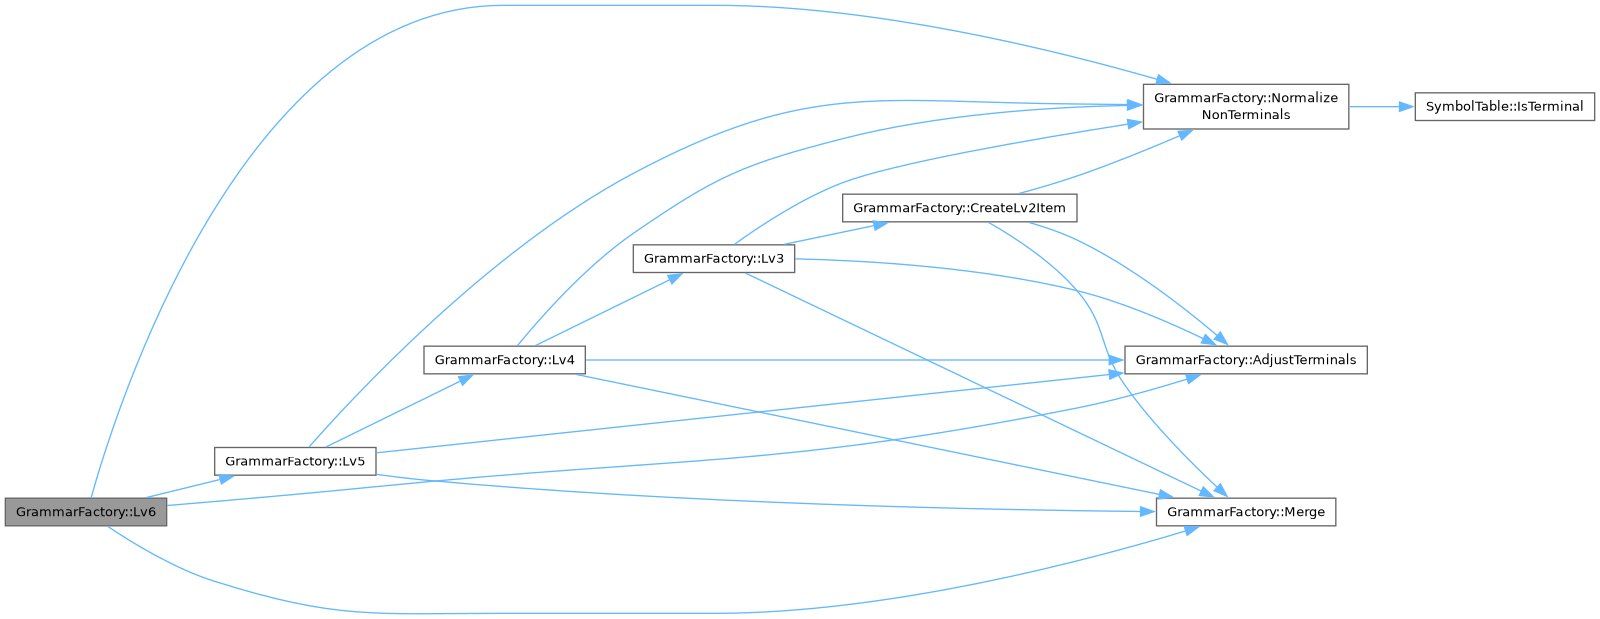 GrammarFactory::Normalize
NonTerminals
SymbolTable::IsTerminal
GrammarFactory::CreateLv2Item
GrammarFactory::Lv3
GrammarFactory::Lv4
GrammarFactory::AdjustTerminals
GrammarFactory::Lv5
GrammarFactory::Lv6
GrammarFactory::Merge